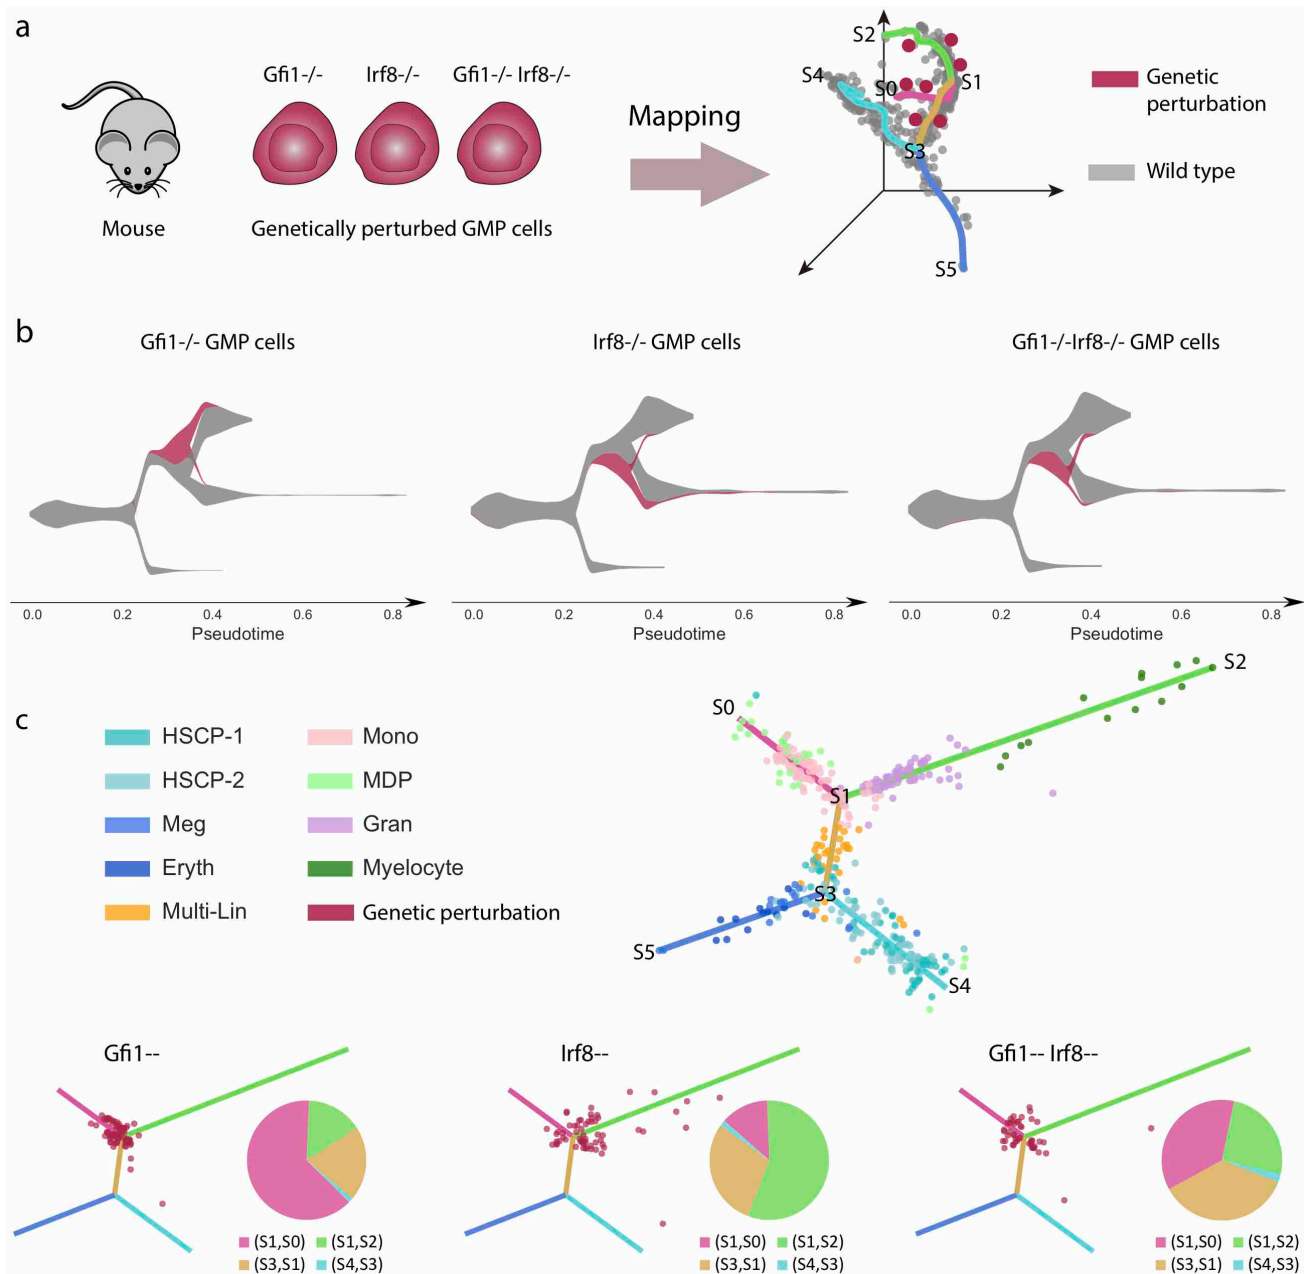 a
Gfi1-/-
Irf8-/-
Gfi1-/- Irf8-/-
Mouse
Genetically perturbed GMP cells
Mapping
S2
S4
S0
S1
S3
S5
Genetic
perturbation
Wild type
b
Gfi1-/- GMP cells
Irf8-/- GMP cells
Gfi1-/-Irf8-/- GMP cells
0.0 0.2 0.4 0.6 0.8
Pseudotime
0.0 0.2 0.4 0.6 0.8
Pseudotime
0.0 0.2 0.4 0.6 0.8
Pseudotime
c
HSCP-1
HSCP-2
Meg
Eryth
Multi-Lin
Mono
MDP
Gran
Myelocyte
Genetic perturbation
S2
S0
S1
S3
S5
S4
Gfi1--
(S1,S0) (S1,S2)
(S3,S1) (S4,S3)
Irf8--
(S1,S0) (S1,S2)
(S3,S1) (S4,S3)
Gfi1-- Irf8--
(S1,S0) (S1,S2)
(S3,S1) (S4,S3)